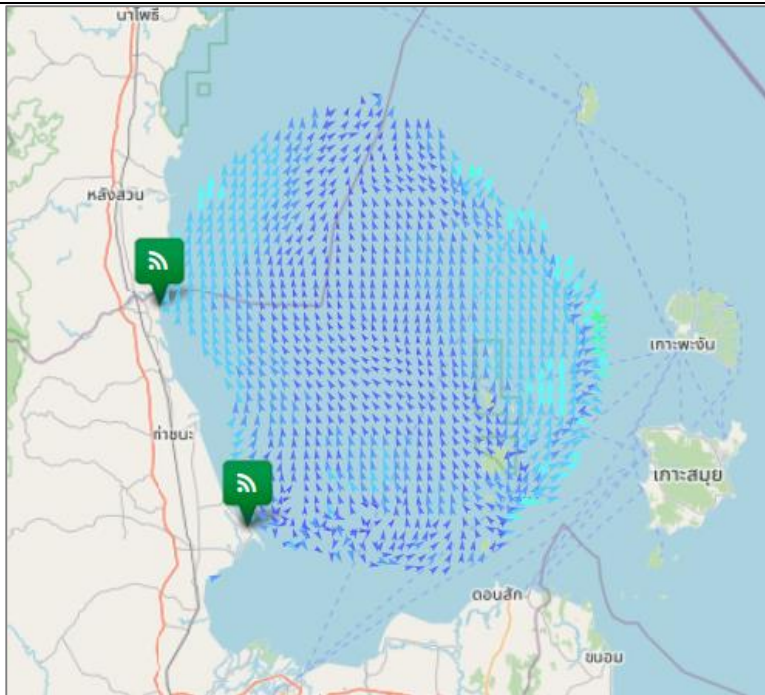 นาโพธิ์
หลังสวน
เกาะพะงัน
ท่าชนะ
เกาะสมุย
ดอนสัก
ขนอม